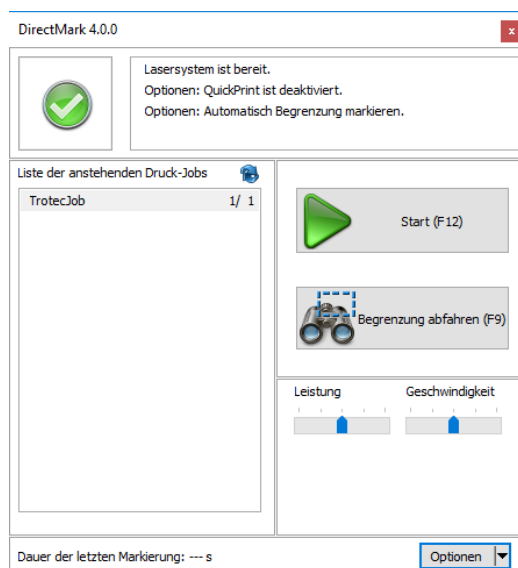 DirectMark 4.0.0
x
Lasersystem ist bereit.
Optionen: QuickPrint ist deaktiviert.
Optionen: Automatisch Begrenzung markieren.
Liste der anstehenden Druck-Jobs
TrotecJob 1/ 1
Start (F12)
Begrenzung abfahren (F9)
Leistung Geschwindigkeit
Dauer der letzten Markierung: --- s
Optionen